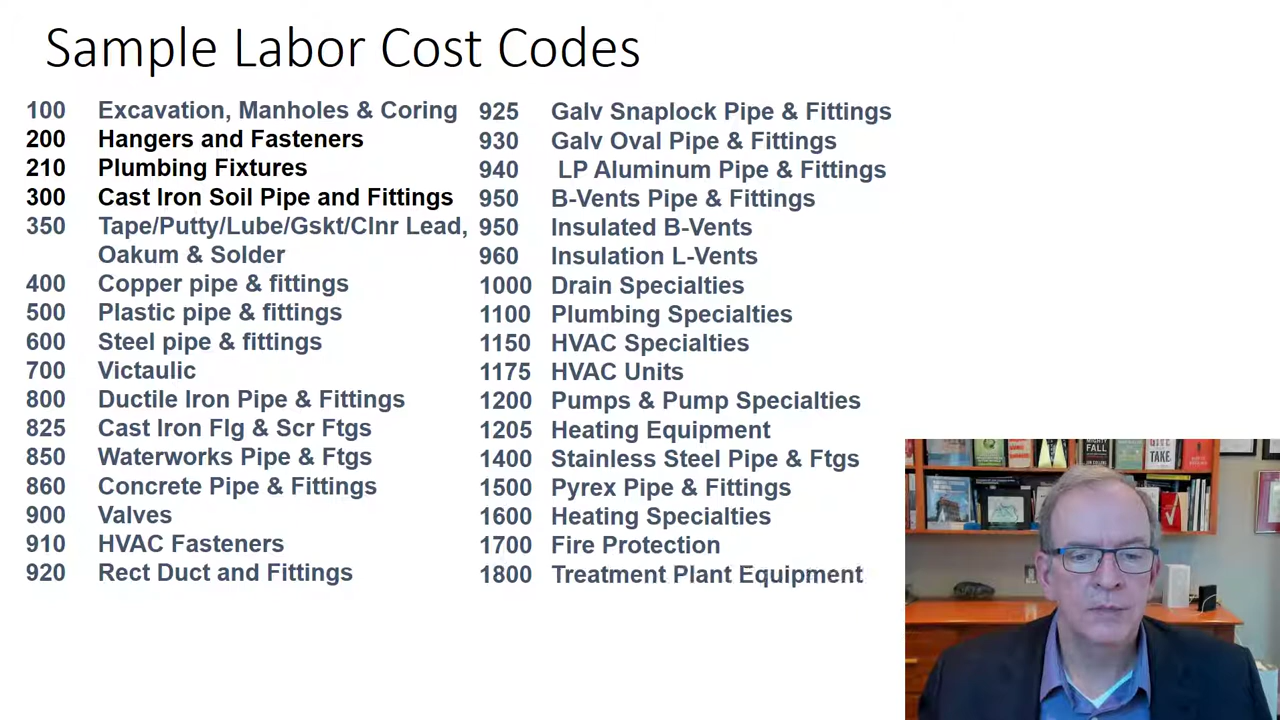 Sample Labor Cost Codes
100 Excavation, Manholes & Coring
200 Hangers and Fasteners
210 Plumbing Fixtures
300 Cast Iron Soil Pipe and Fittings
350 Tape/Putty/Lube/Gskt/Clnr Lead,
Oakum & Solder
400 Copper pipe & fittings
500 Plastic pipe & fittings
600 Steel pipe & fittings
700 Victaulic
800 Ductile Iron Pipe & Fittings
825 Cast Iron Flg & Scr Ftgs
850 Waterworks Pipe & Ftgs
860 Concrete Pipe & Fittings
900 Valves
910 HVAC Fasteners
920 Rect Duct and Fittings
925 Galv Snaplock Pipe & Fittings
930 Galv Oval Pipe & Fittings
940 LP Aluminum Pipe & Fittings
950 B-Vents Pipe & Fittings
950 Insulated B-Vents
960 Insulation L-Vents
1000 Drain Specialties
1100 Plumbing Specialties
1150 HVAC Specialties
1175 HVAC Units
1200 Pumps & Pump Specialties
1205 Heating Equipment
1400 Stainless Steel Pipe & Ftgs
1500 Pyrex Pipe & Fittings
1600 Heating Specialties
1700 Fire Protection
1800 Treatment Plant Equipment
MIGHTY
FALL
TAKE